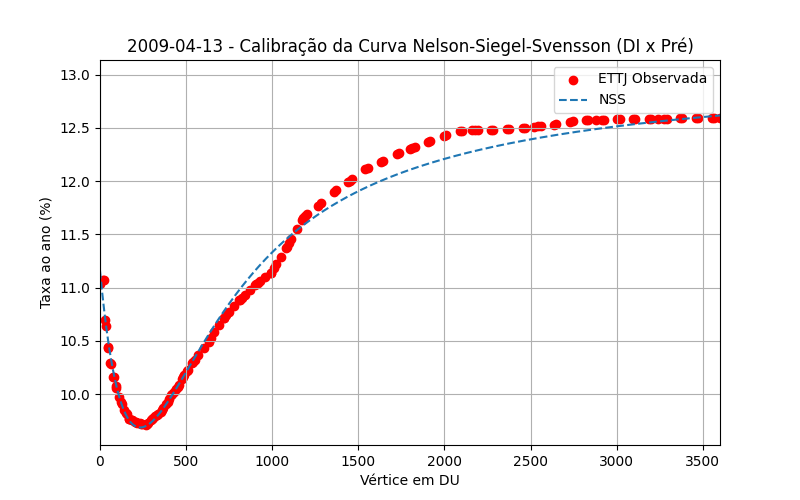 2009-04-13 - Calibração da Curva Nelson-Siegel-Svensson (DI x Pré)
ETTJ Observada
NSS
Taxa ao ano (%)
13.0
12.5
12.0
11.5
11.0
10.5
10.0
0 500 1000 1500 2000 2500 3000 3500
Vértice em DU